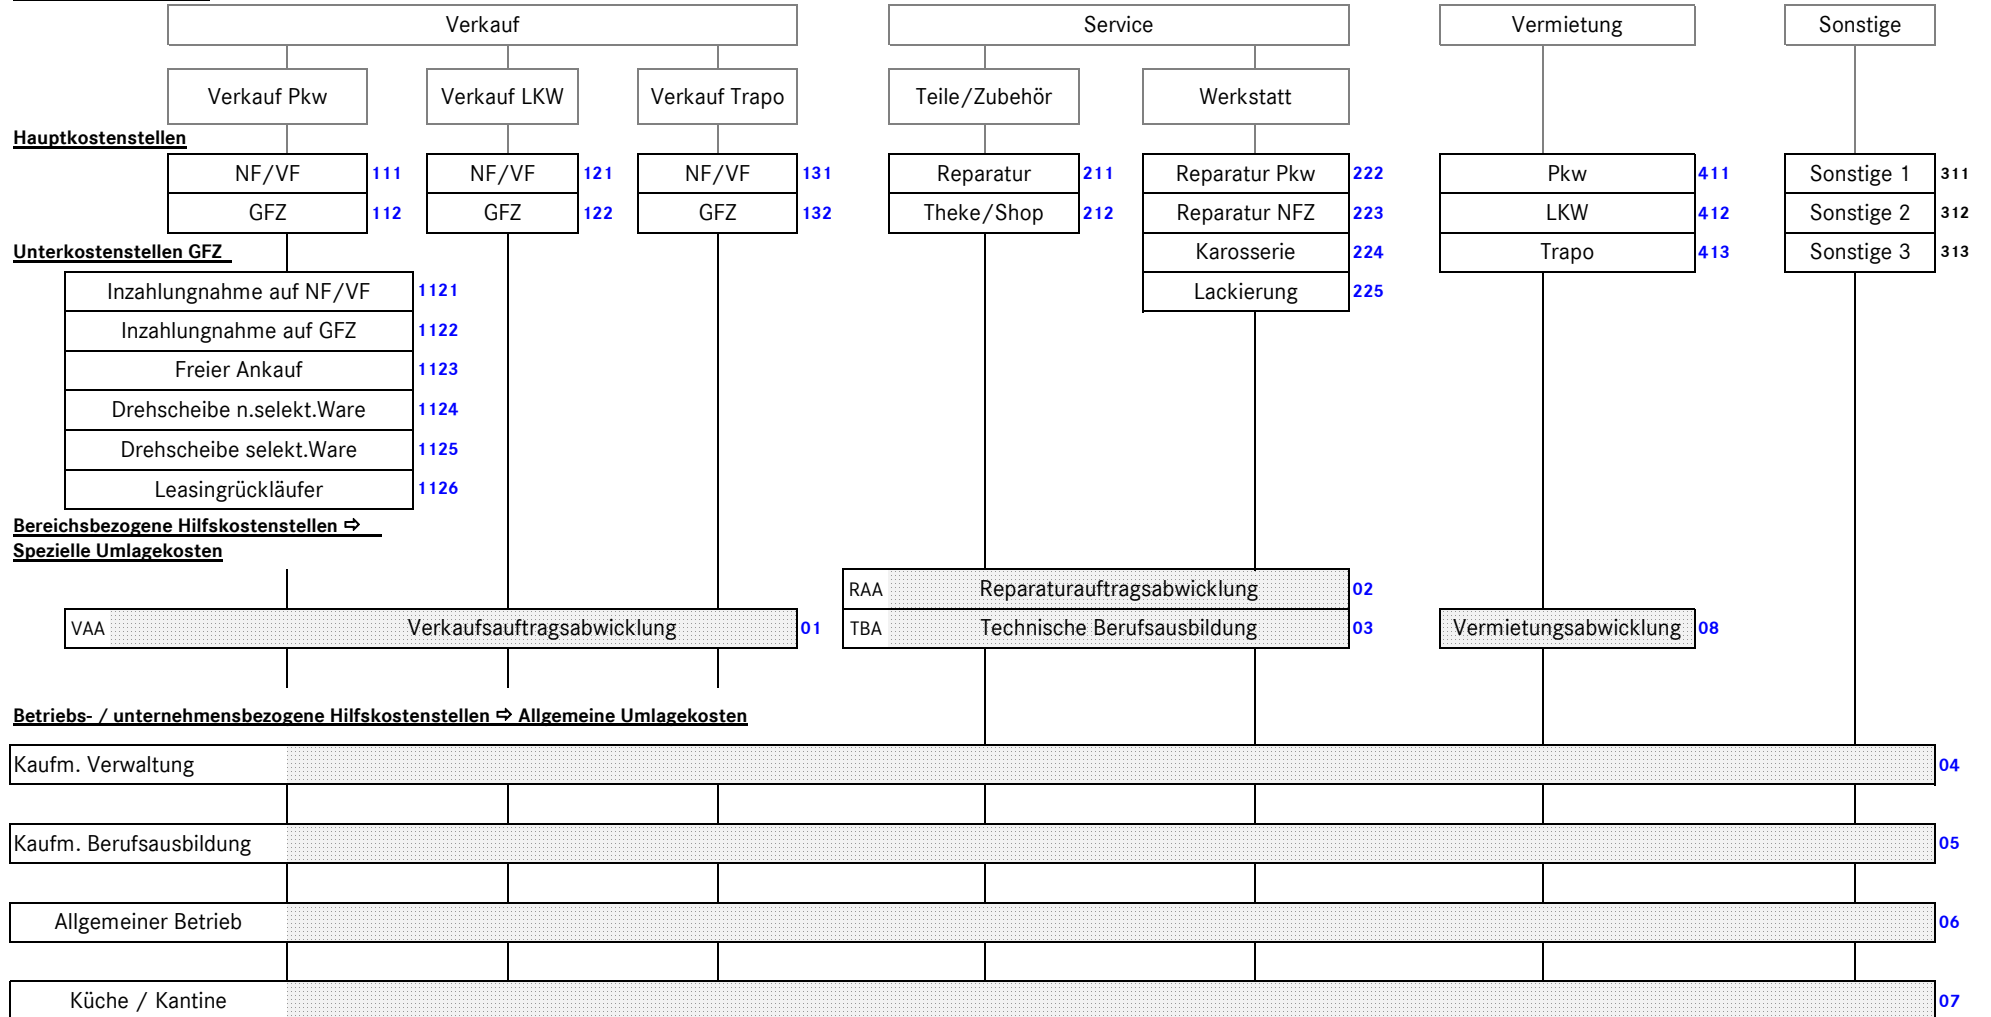 Verkauf Service Vermietung Sonstige
Verkauf Pkw Verkauf LKW Verkauf Trapo Teile/Zubehör Werkstatt
Hauptkostenstellen
NF/VF 111 NF/VF 121 NF/VF 131 Reparatur 211 Reparatur Pkw 222 Pkw 411 Sonstige 1 311
GFZ 112 GFZ 122 GFZ 132 Theke/Shop 212 Reparatur NFZ 223 LKW 412 Sonstige 2 312
Unterkostenstellen GFZ Karosserie 224 Trapo 413 Sonstige 3 313
Inzahlungnahme auf NF/VF 1121 Lackierung 225
Inzahlungnahme auf GFZ 1122
Freier Ankauf 1123
Drehscheibe n.selekt.Ware 1124
Drehscheibe selekt.Ware 1125
Leasingrückläufer 1126
Bereichsbezogene Hilfskostenstellen ⇨
Spezielle Umlagekosten
RAA Reparaturauftragsabwicklung 02
VAA Verkaufsauftragsabwicklung 01 TBA Technische Berufsausbildung 03 Vermietungsabwicklung 08
Betriebs- / unternehmensbezogene Hilfskostenstellen ⇨ Allgemeine Umlagekosten
Kaufm. Verwaltung 04
Kaufm. Berufsausbildung 05
Allgemeiner Betrieb 06
Küche / Kantine 07